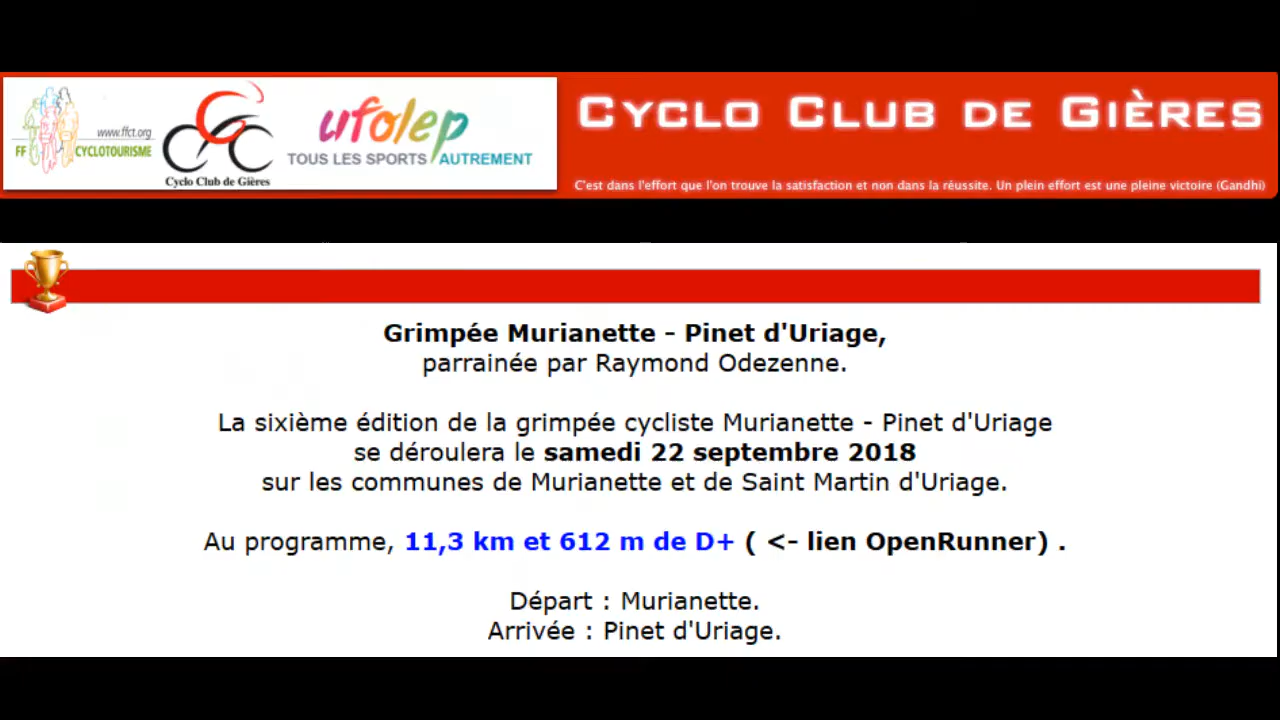 www.ffct.org
FF CYCLOTOURISME
Cyclo Club de Gières
ufolep
TOUS LES SPORTS AUTREMENT
CYCLO CLUB DE GIÈRES
C'est dans l'effort que l'on trouve la satisfaction et non dans la réussite. Un plein effort est une pleine victoire (Gandhi)
Grimpée Murianette - Pinet d'Uriage,
parrainée par Raymond Odezenne.
La sixième édition de la grimpée cycliste Murianette - Pinet d'Uriage
se déroulera le samedi 22 septembre 2018
sur les communes de Murianette et de Saint Martin d'Uriage.
Au programme, 11,3 km et 612 m de D+ ( <- lien OpenRunner) .
Départ : Murianette.
Arrivée : Pinet d'Uriage.